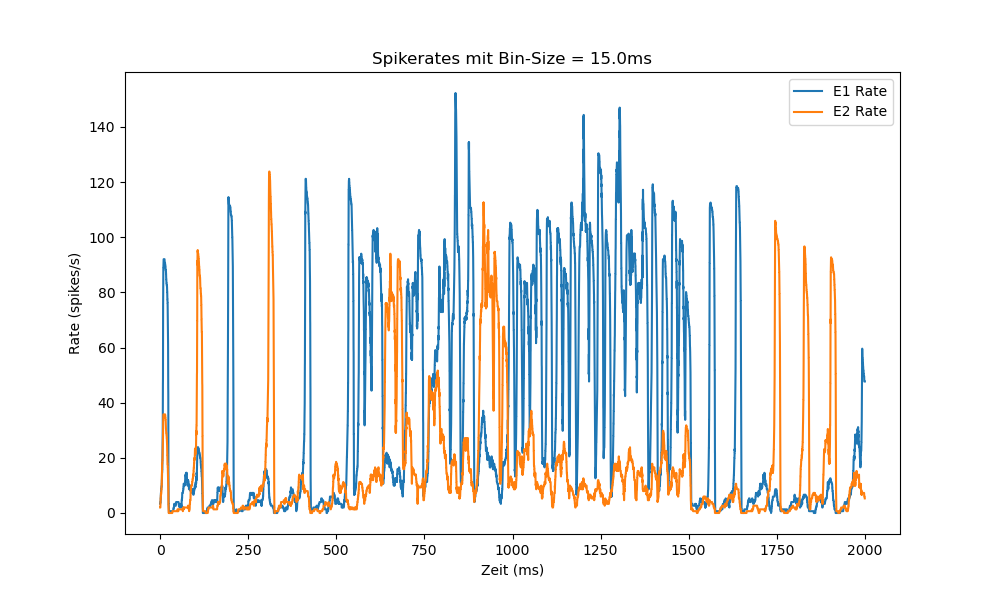 Spikerates mit Bin-Size = 15.0ms
E1 Rate
E2 Rate
140
120
100
80
60
40
20
0
Rate (spikes/s)
0 250 500 750 1000 1250 1500 1750 2000
Zeit (ms)